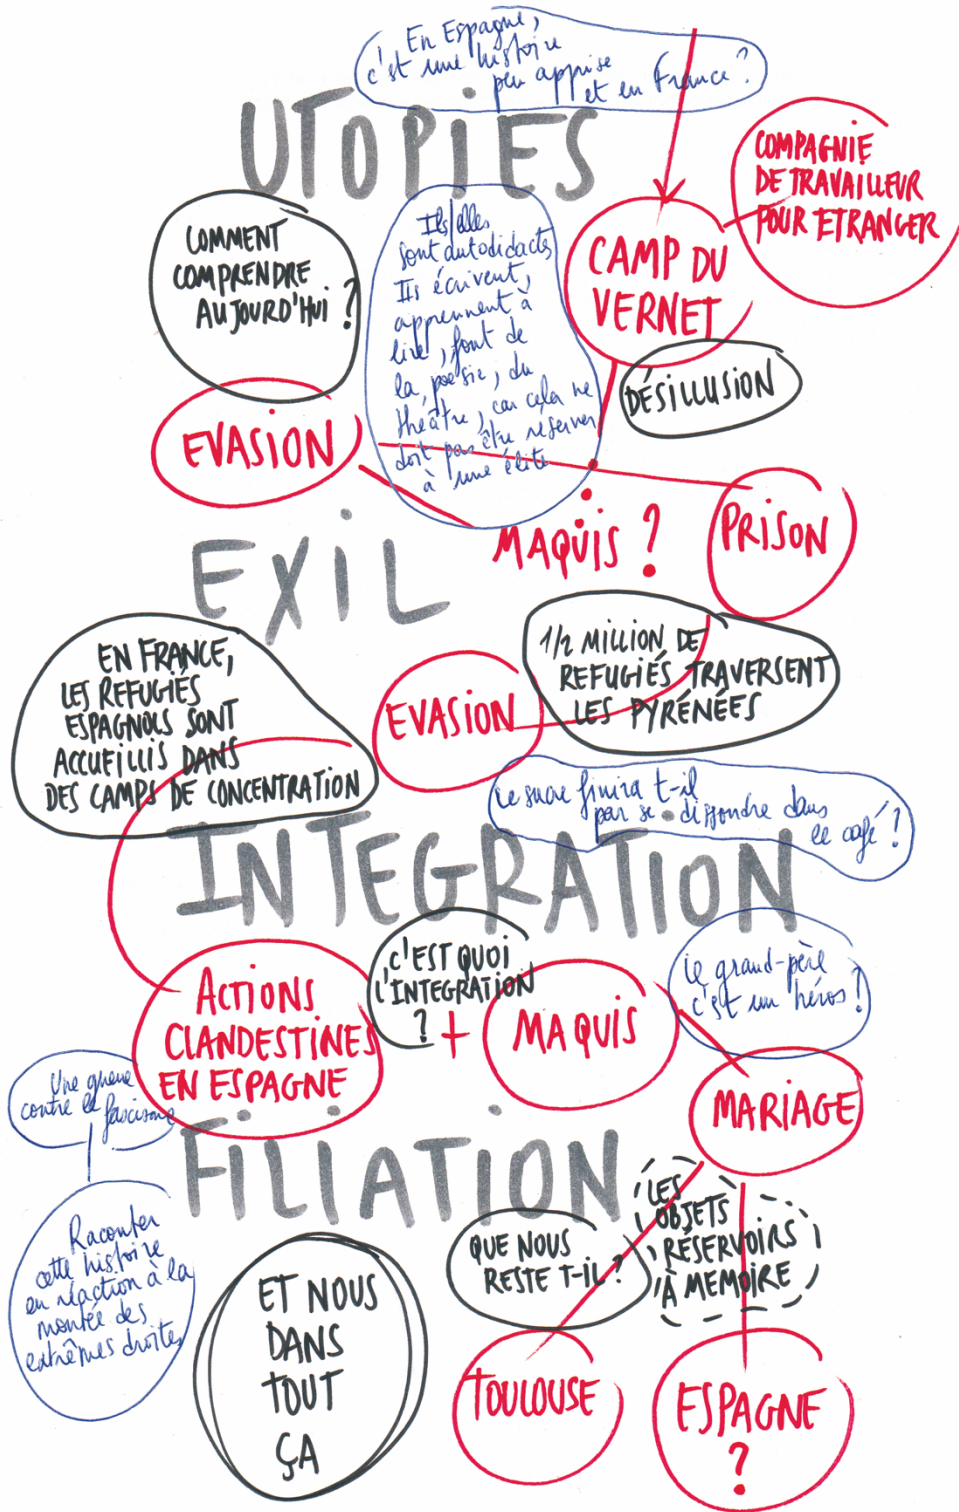 En Espagne,
c'est une histoire
peu apprise
et en France ?
UTOPIES
COMPAGNIE
DE TRAVAILLEUR
POUR ETRANGER
COMMENT
COMPRENDRE
AUJOURD'HUI ?
Ils/elles
sont autodidacts
Ils écrivent,
apprennent à
lire, font de
la poésie, du
théâtre, car cela ne
doit pas être réserver
à une élite
CAMP DU
VERNET
DÉSILLUSION
EVASION
MAQUIS ?
PRISON
EXIL
EN FRANCE,
LES REFUGIÉS
ESPAGNOLS SONT
ACCUEILLIS DANS
DES CAMPS DE CONCENTRATION
EVASION
1/2 MILLION DE
REFUGIÉS TRAVERSENT
LES PYRÉNÉES
Le sucre finira t-il
par se dissondre dans
le café ?
INTEGRATION
C'EST QUOI
L'INTEGRATION
?
Le grand-père
c'est un héros !
ACTIONS
CLANDESTINES
EN ESPAGNE
+
MAQUIS
MARIAGE
Une guerre
contre le fascisme
FILIATION
Raconter
cette histoire
en réaction à la
montée des
extrêmes droites
LES
OBJETS
RÉSERVOIRS
À MEMOIRE
QUE NOUS
RESTE T-IL ?
ET NOUS
DANS
TOUT
ÇA
TOULOUSE
ESPAGNE
?